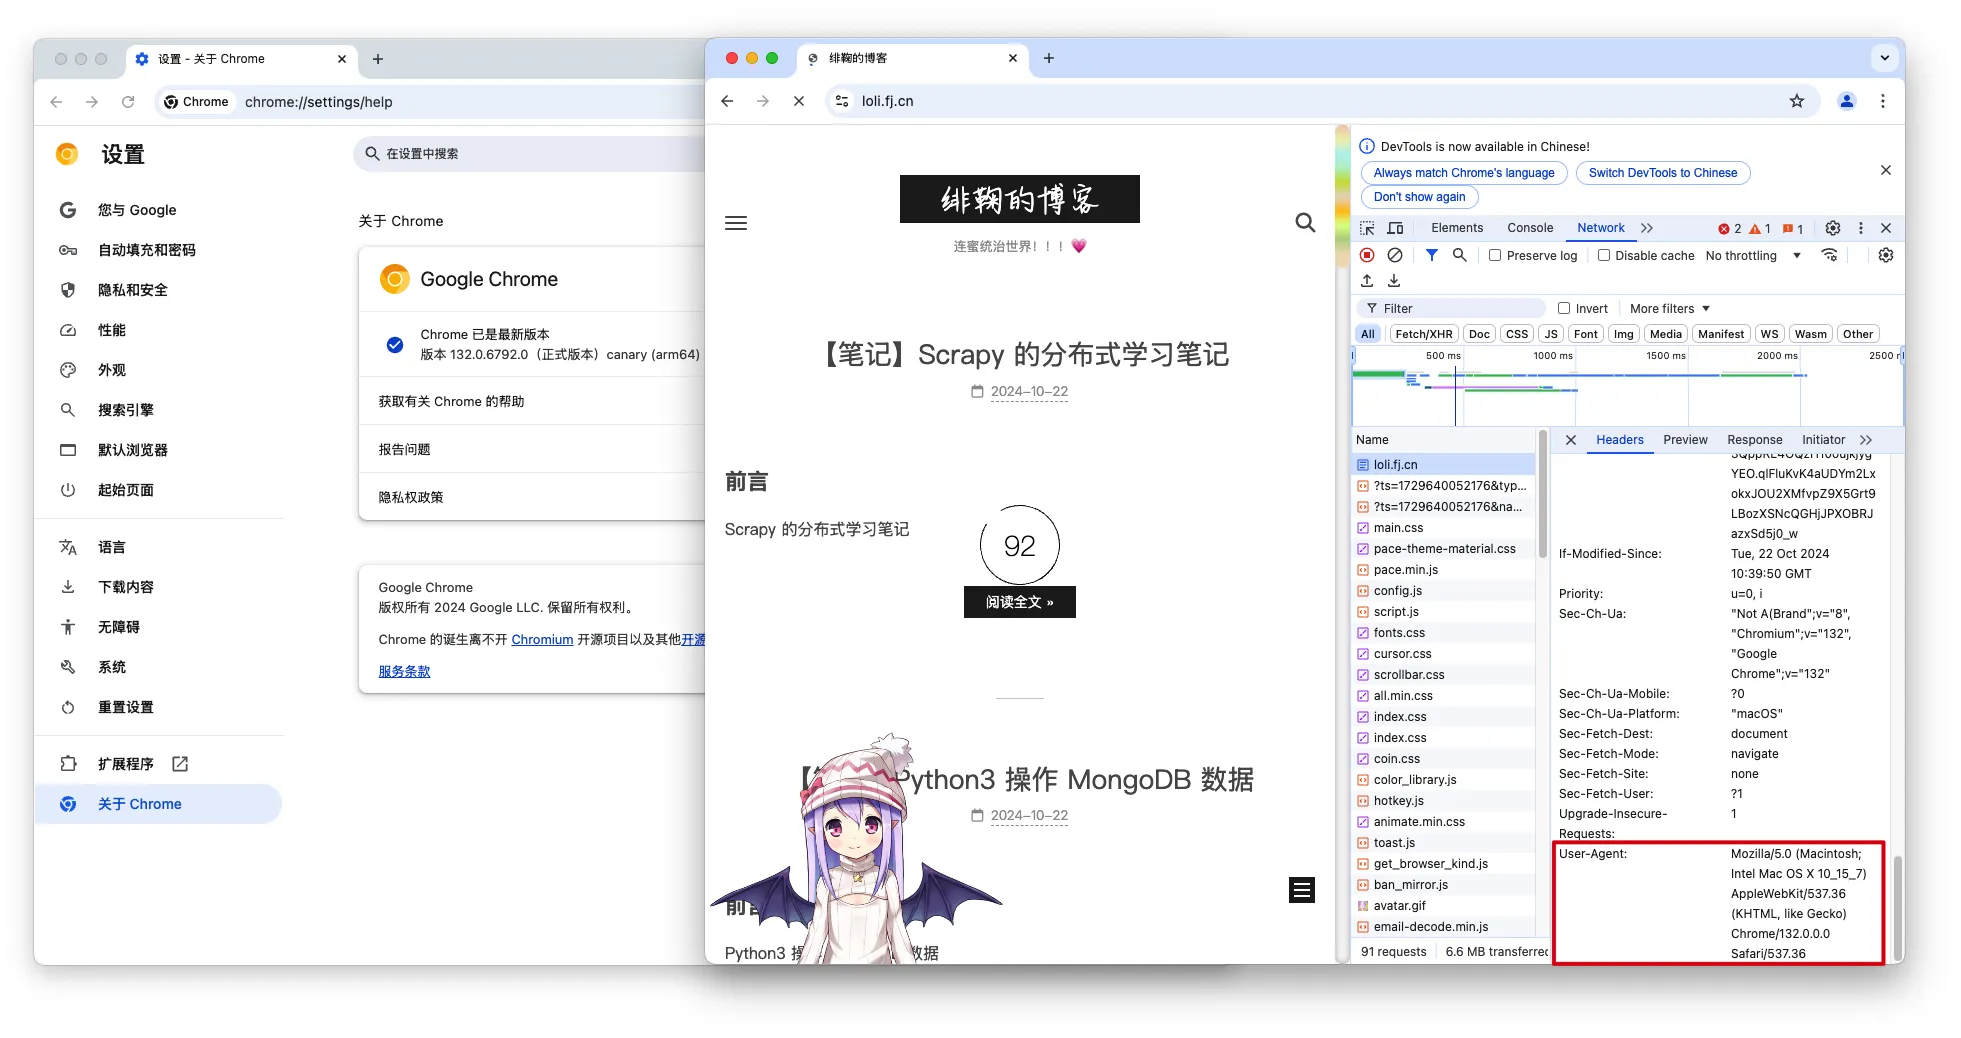 设置 - 关于 Chrome
Chrome
chrome://settings/help
设置
在设置中搜索
您与 Google
自动填充和密码
隐私和安全
性能
外观
搜索引擎
默认浏览器
起始页面
语言
下载内容
无障碍
系统
重置设置
扩展程序
关于 Chrome
关于 Chrome
Google Chrome
Chrome 已是最新版本
版本 132.0.6792.0（正式版本）canary (arm64)
获取有关 Chrome 的帮助
报告问题
隐私权政策
Google Chrome
版权所有 2024 Google LLC. 保留所有权利。
Chrome 的诞生离不开 Chromium 开源项目以及其他开源
服务条款
绯鞠的博客
loli.fj.cn
绯鞠的博客
连蜜统治世界！！！💗
【笔记】Scrapy 的分布式学习笔记
2024-10-22
前言
Scrapy 的分布式学习笔记
92
阅读全文 »
Python3 操作 MongoDB 数据
2024-10-22
Python3
数据
DevTools is now available in Chinese!
Always match Chrome's language
Switch DevTools to Chinese
Don't show again
Elements
Console
Network
2
1
1
Preserve log
Disable cache
No throttling
Filter
Invert
More filters
All
Fetch/XHR
Doc
CSS
JS
Font
Img
Media
Manifest
WS
Wasm
Other
500 ms
1000 ms
1500 ms
2000 ms
2500
Name
loli.fj.cn
?ts=1729640052176&typ...
?ts=1729640052176&na...
main.css
pace-theme-material.css
pace.min.js
config.js
script.js
fonts.css
cursor.css
scrollbar.css
all.min.css
index.css
index.css
coin.css
color_library.js
hotkey.js
animate.min.css
toast.js
get_browser_kind.js
ban_mirror.js
avatar.gif
email-decode.min.js
91 requests
6.6 MB transferred
Headers
Preview
Response
Initiator
YEO.qlFluKvK4aUDYm2Lx
okxJOU2XMfvpZ9X5Grt9
LBozXSNcQGHjJPXOBRJ
azxSd5j0_w
If-Modified-Since:
Tue, 22 Oct 2024
10:39:50 GMT
Priority:
u=0, i
Sec-Ch-Ua:
"Not A(Brand";v="8",
"Chromium";v="132",
"Google
Chrome";v="132"
Sec-Ch-Ua-Mobile:
?0
Sec-Ch-Ua-Platform:
"macOS"
Sec-Fetch-Dest:
document
Sec-Fetch-Mode:
navigate
Sec-Fetch-Site:
none
Sec-Fetch-User:
?1
Upgrade-Insecure-
Requests:
1
User-Agent:
Mozilla/5.0 (Macintosh;
Intel Mac OS X 10_15_7)
AppleWebKit/537.36
(KHTML, like Gecko)
Chrome/132.0.0.0
Safari/537.36